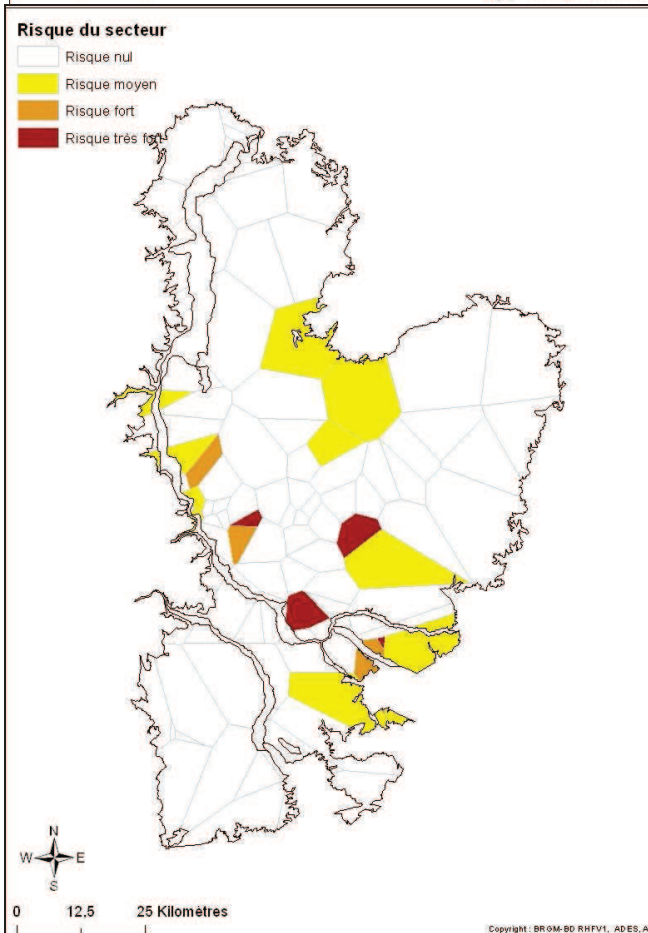 Risque du secteur
Risque nul
Risque moyen
Risque fort
Risque très
N
W E
S
0 12,5 25 Kilomètres
Copyright : BRGM-BD RHFV1, ADES, A